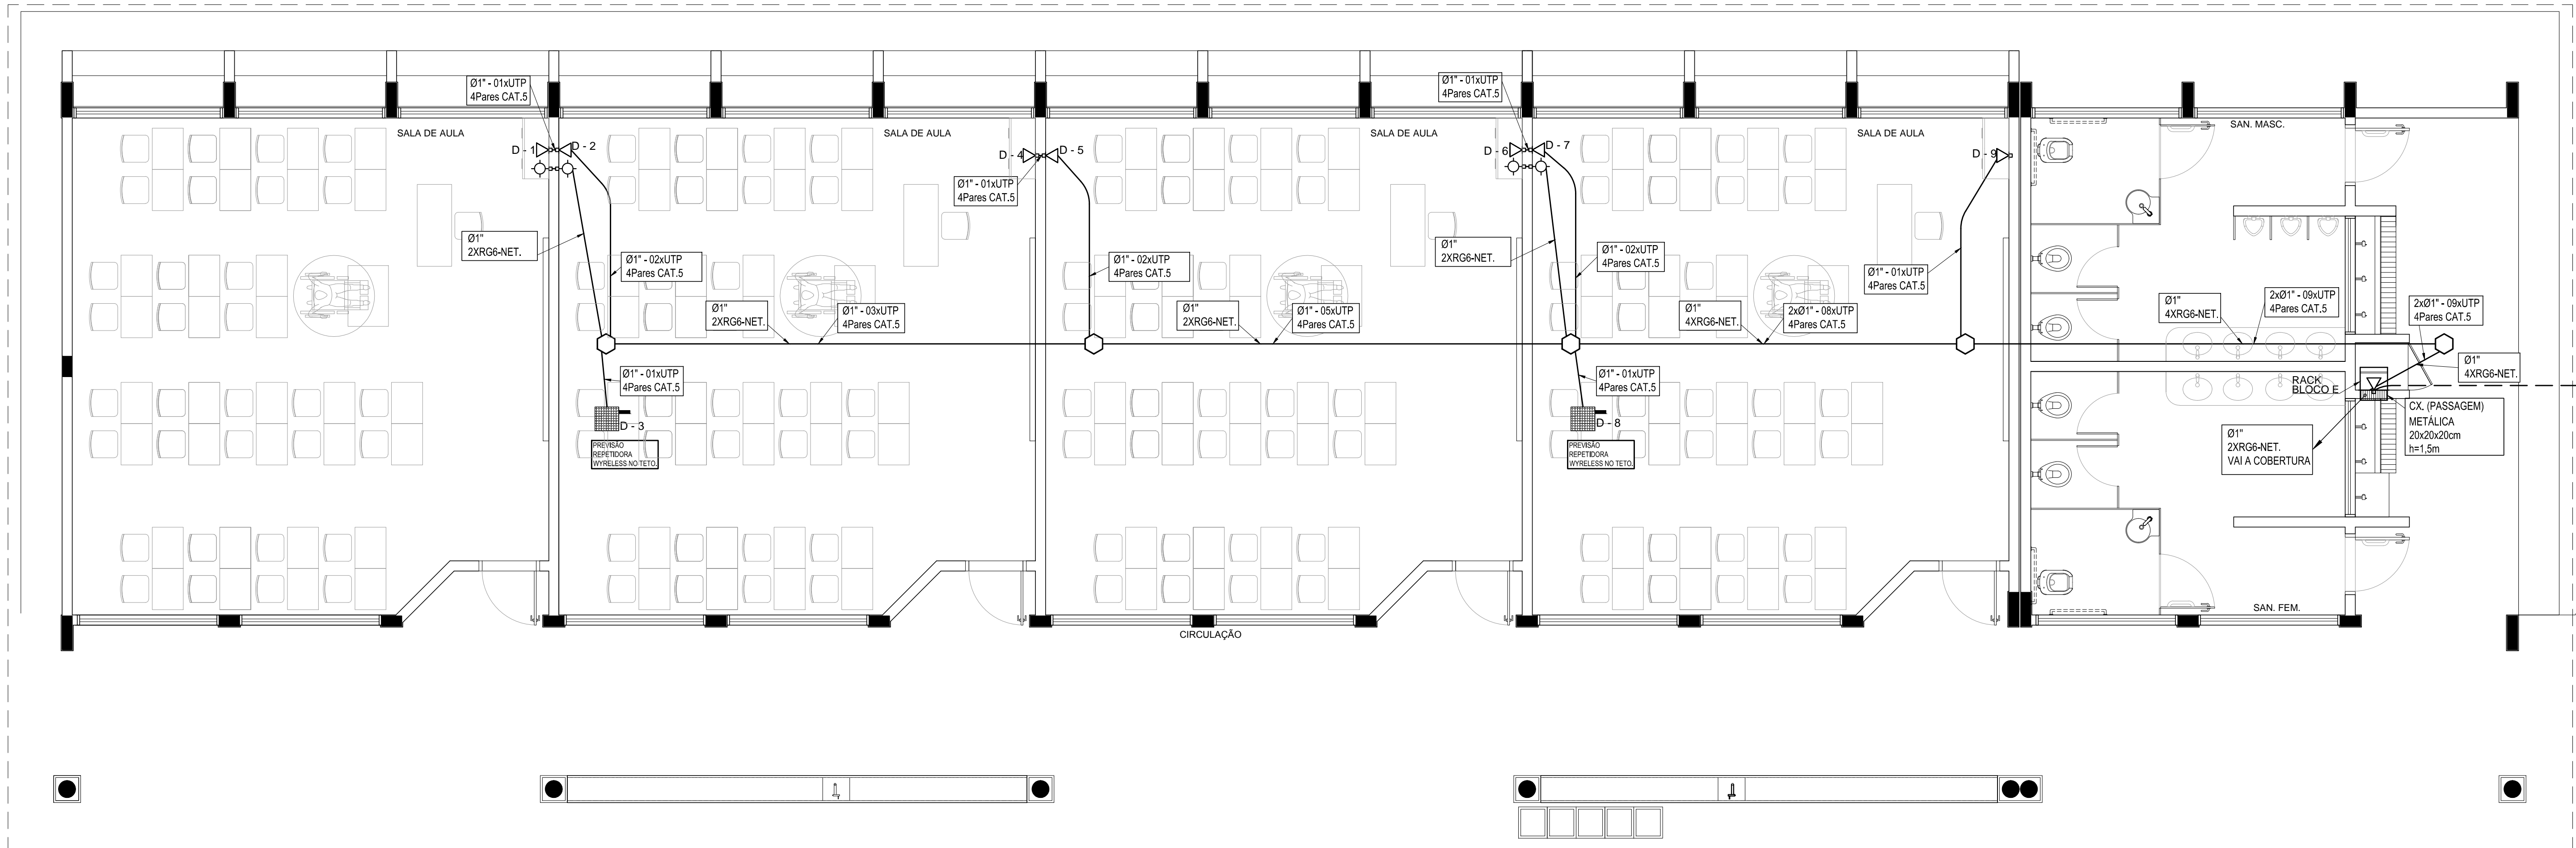 Ø1" - 01xUTP
4Pares CAT.5
Ø1" - 01xUTP
4Pares CAT.5
SALA DE AULA
SALA DE AULA
SALA DE AULA
SALA DE AULA
SAN. MASC.
D - 1
D - 2
D - 4
D - 5
D - 6
D - 7
D - 9
Ø1" - 01xUTP
4Pares CAT.5
Ø1"
2XRG6-NET.
Ø1" - 02xUTP
4Pares CAT.5
Ø1" - 02xUTP
4Pares CAT.5
Ø1"
2XRG6-NET.
Ø1" - 02xUTP
4Pares CAT.5
Ø1" - 01xUTP
4Pares CAT.5
Ø1"
2XRG6-NET.
Ø1" - 03xUTP
4Pares CAT.5
Ø1"
2XRG6-NET.
Ø1" - 05xUTP
4Pares CAT.5
Ø1"
4XRG6-NET.
2xØ1" - 08xUTP
4Pares CAT.5
Ø1"
4XRG6-NET.
2xØ1" - 09xUTP
4Pares CAT.5
2xØ1" - 09xUTP
4Pares CAT.5
Ø1"
4XRG6-NET.
Ø1" - 01xUTP
4Pares CAT.5
Ø1" - 01xUTP
4Pares CAT.5
RACK
BLOCO E
CX. (PASSAGEM)
METÁLICA
20x20x20cm
h=1,5m
D - 3
D - 8
PREVISÃO
REPETIDORA
WYRELESS NO TETO.
PREVISÃO
REPETIDORA
WYRELESS NO TETO.
Ø1"
2XRG6-NET.
VAI A COBERTURA
SAN. FEM.
CIRCULAÇÃO